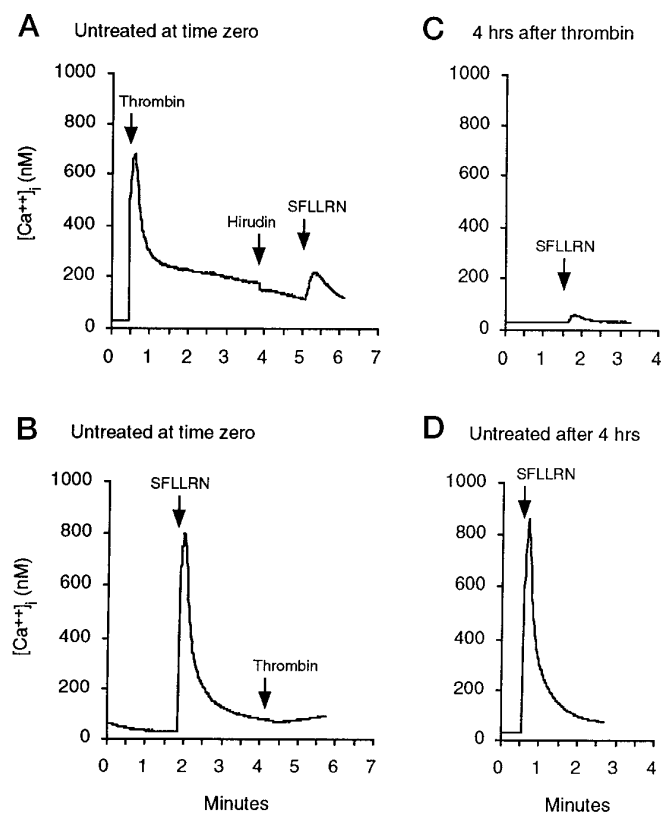 A Untreated at time zero
[Ca++]i (nM)
1000
800
600
400
200
0
Thrombin
Hirudin
SFLLRN
0 1 2 3 4 5 6 7
C 4 hrs after thrombin
1000
800
600
400
200
0
SFLLRN
0 1 2 3 4
B Untreated at time zero
[Ca++]i (nM)
1000
800
600
400
200
0
SFLLRN
Thrombin
0 1 2 3 4 5 6 7
Minutes
D Untreated after 4 hrs
1000
800
600
400
200
0
SFLLRN
0 1 2 3 4
Minutes